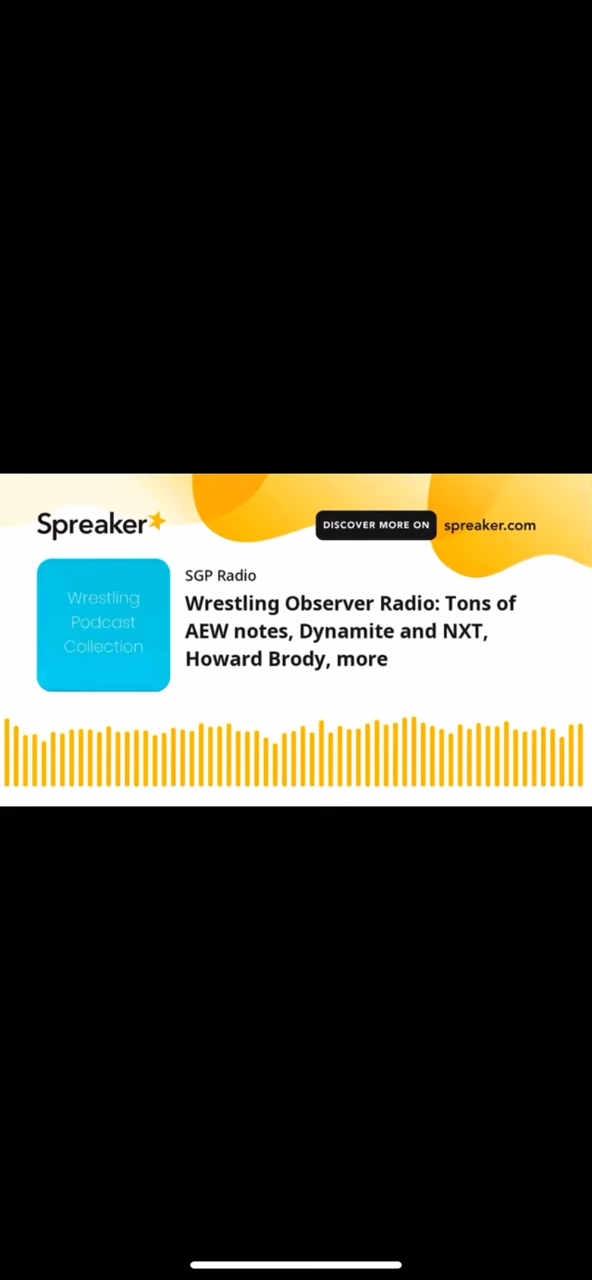 Spreaker
DISCOVER MORE ON spreaker.com
Wrestling
Podcast
Collection
SGP Radio
Wrestling Observer Radio: Tons of
AEW notes, Dynamite and NXT,
Howard Brody, more